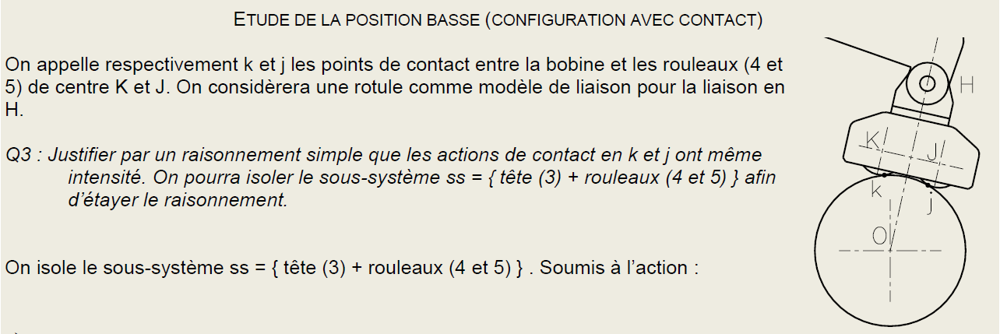 ETUDE DE LA POSITION BASSE (CONFIGURATION AVEC CONTACT)
On appelle respectivement k et j les points de contact entre la bobine et les rouleaux (4 et
5) de centre K et J. On considèrera une rotule comme modèle de liaison pour la liaison en
H.
Q3 : Justifier par un raisonnement simple que les actions de contact en k et j ont même
intensité. On pourra isoler le sous-système ss = { tête (3) + rouleaux (4 et 5) } afin
d'étayer le raisonnement.
On isole le sous-système ss = { tête (3) + rouleaux (4 et 5) } . Soumis à l'action :
H
K
J
k
j
O